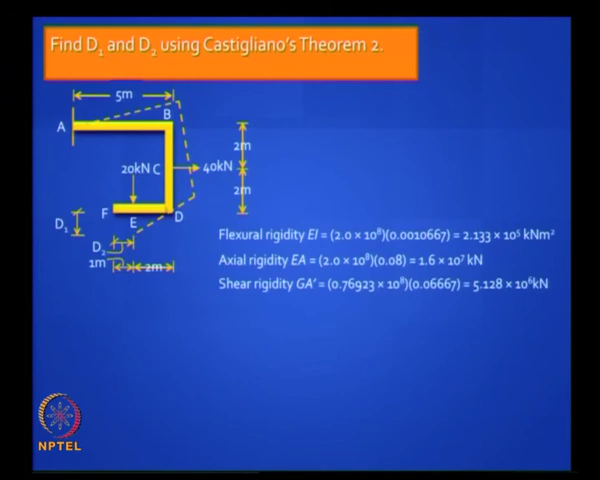 Find D₁ and D₂ using Castigliano's Theorem 2.
5m
A
B
2m
20kN C
40kN
2m
F
E
D
D₁
D₂
1m
2m
Flexural rigidity EI = (2.0 × 10⁸)(0.0010667) = 2.133 × 10⁵ kNm²
Axial rigidity EA = (2.0 × 10⁸)(0.08) = 1.6 × 10⁷ kN
Shear rigidity GA' = (0.76923 × 10⁸)(0.06667) = 5.128 × 10⁶kN
NPTEL